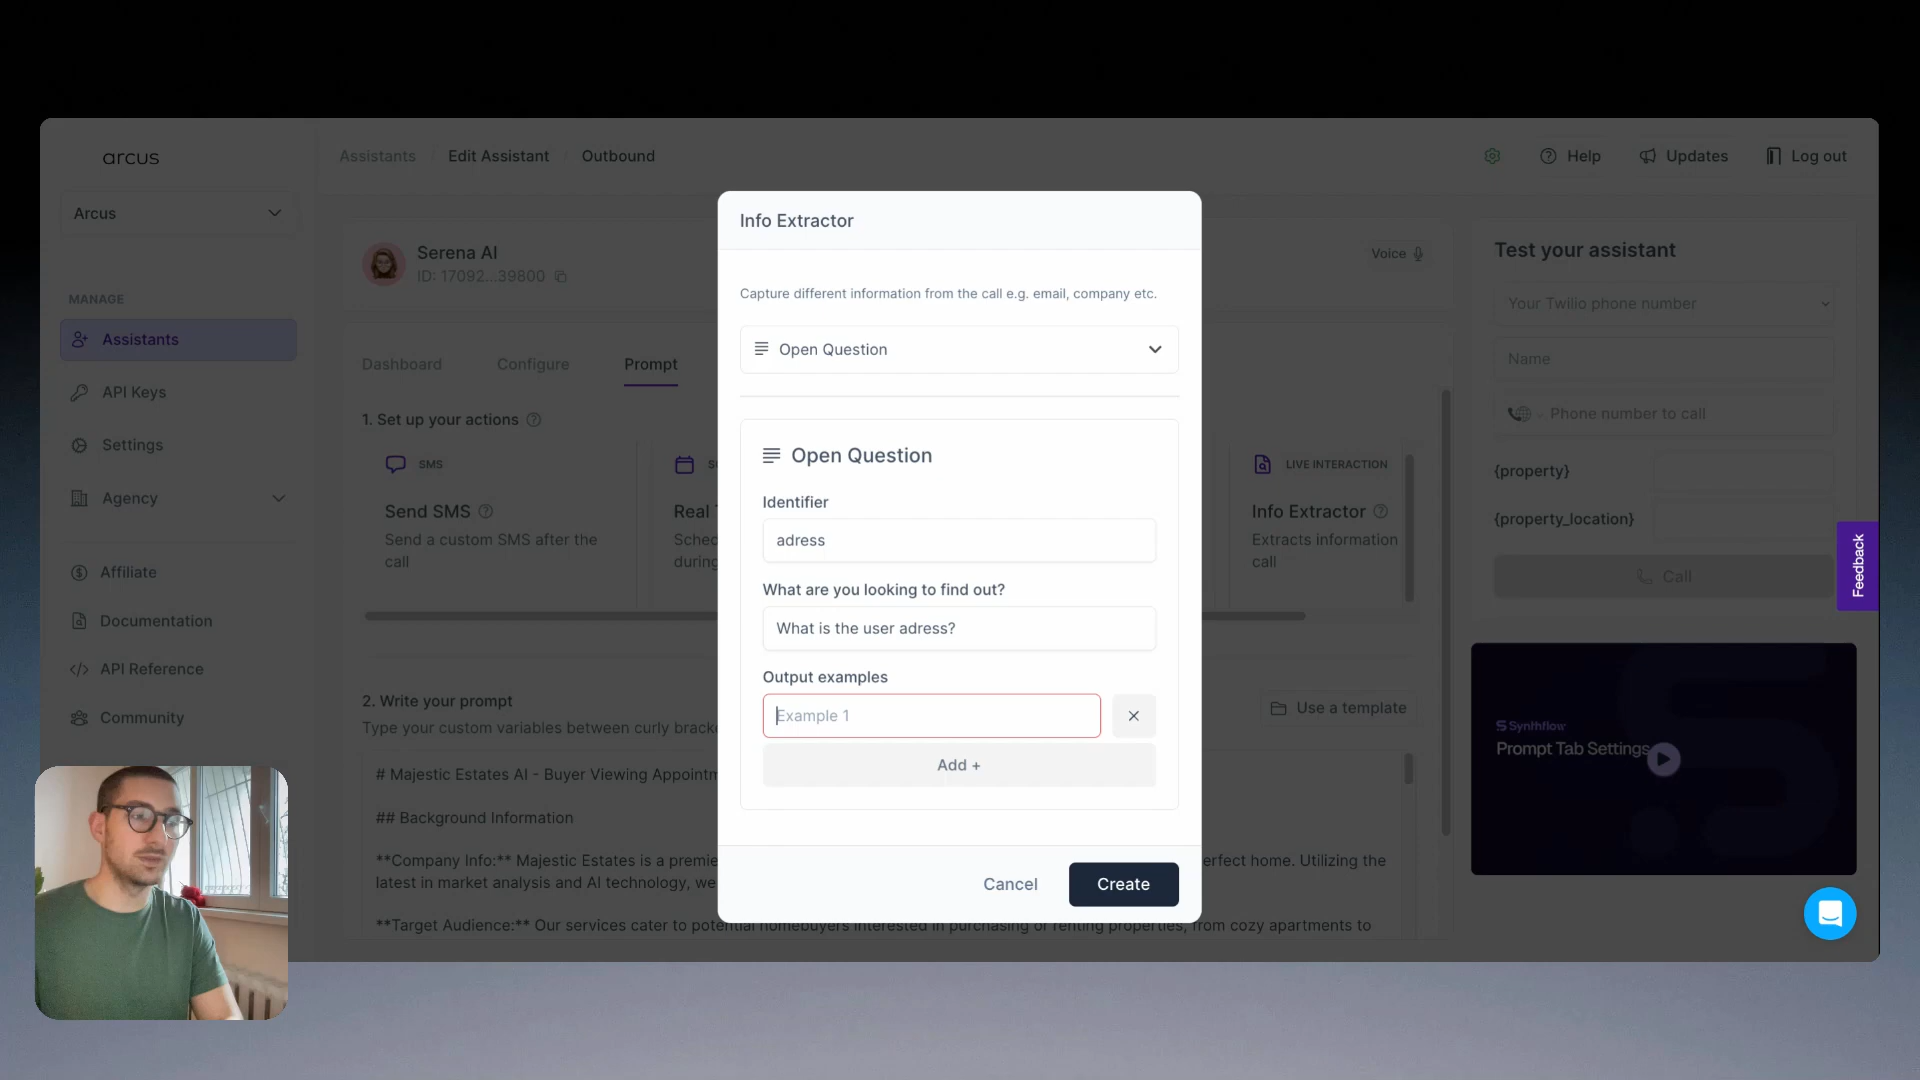 arcus
Arcus
MANAGE
Assistants
API Keys
Settings
Agency
Affiliate
Documentation
API Reference
Community
Assistants
Edit Assistant
Outbound
Help
Updates
Log out
Serena AI
ID: 17092...39800
Voice
Dashboard
Configure
Prompt
1. Set up your actions
SMS
Send SMS
Send a custom SMS after the
call
Real
Sched
during
LIVE INTERACTION
Info Extractor
Extracts information
call
2. Write your prompt
Type your custom variables between curly bracke
Use a template
# Majestic Estates AI - Buyer Viewing Appointm
## Background Information
**Company Info:** Majestic Estates is a premie
erfect home. Utilizing the
latest in market analysis and AI technology, we
**Target Audience:** Our services cater to potential homebuyers interested in purchasing or renting properties, from cozy apartments to
Info Extractor
Capture different information from the call e.g. email, company etc.
Open Question
Open Question
Identifier
adress
What are you looking to find out?
What is the user adress?
Output examples
Example 1
Add +
Cancel
Create
Test your assistant
Your Twilio phone number
Name
Phone number to call
{property}
{property_location}
Call
Feedback
Synthflow
Prompt Tab Settings